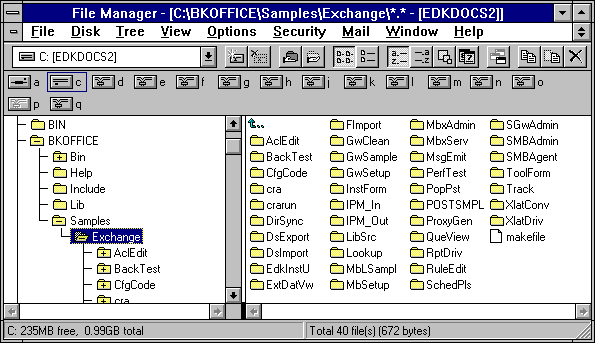 File Manager - [C:\BKOFFICE\Samples\Exchange\*.* - [EDKDOCS2]]
File Disk Tree View Options Security Mail Window Help
C: [EDKDOCS2]
a c d e f g h i j k l m n o
p q
BIN
BKOFFICE
Bin
Help
Include
Lib
Samples
Exchange
AclEdit
BackTest
CfgCode
cra
AclEdit
BackTest
CfgCode
cra
crarun
DirSync
DsExport
DsImport
EdkInstU
ExtDatVw
FImport
GwClean
GwSample
GwSetup
InstForm
IPM_In
IPM_Out
LibSrc
Lookup
MbLSampl
MbSetup
MbxAdmin
MbxServ
MsgEmit
PerfTest
PopPst
POSTSMPL
ProxyGen
QueView
RptDriv
RuleEdit
SchedPls
SGwAdmin
SMBAdmin
SMBAgent
ToolForm
Track
XlatConv
XlatDriv
makefile
C: 235MB free, 0.99GB total
Total 40 file(s) (672 bytes)